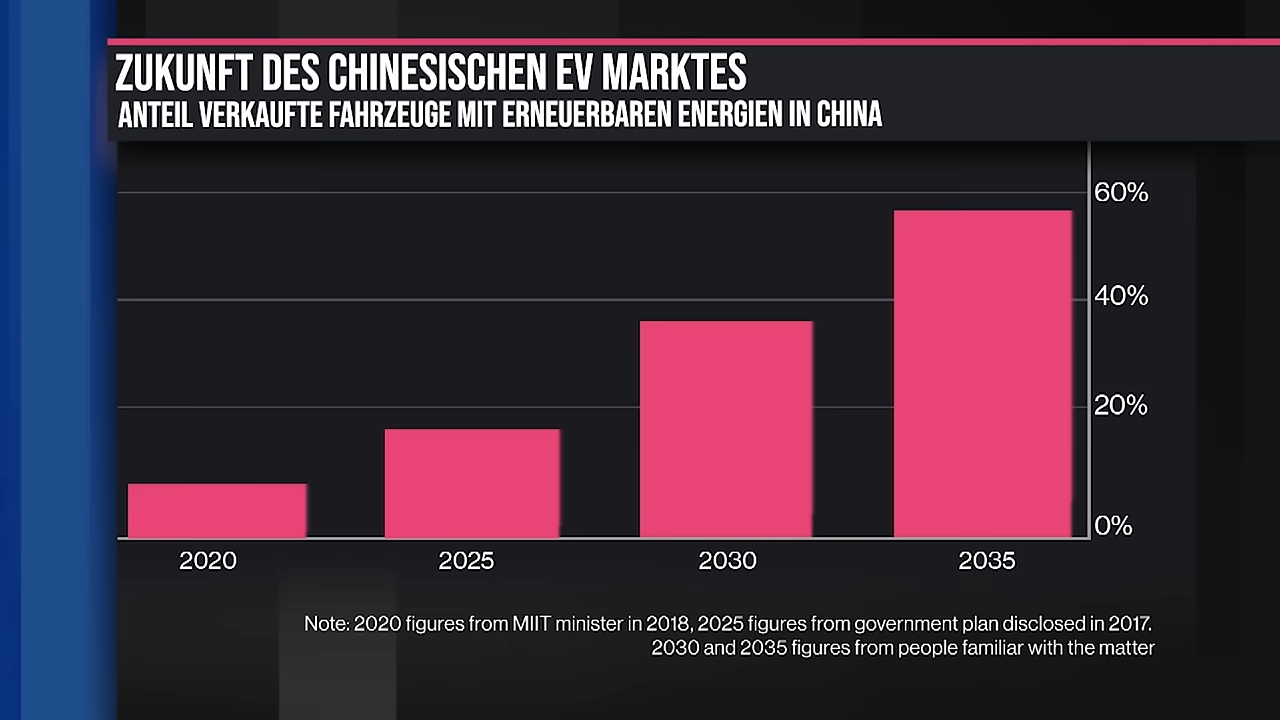 ZUKUNFT DES CHINESISCHEN EV MARKTES
ANTEIL VERKAUFTE FAHRZEUGE MIT ERNEUERBAREN ENERGIEN IN CHINA
60%
40%
20%
0%
2020 2025 2030 2035
Note: 2020 figures from MIIT minister in 2018, 2025 figures from government plan disclosed in 2017.
2030 and 2035 figures from people familiar with the matter